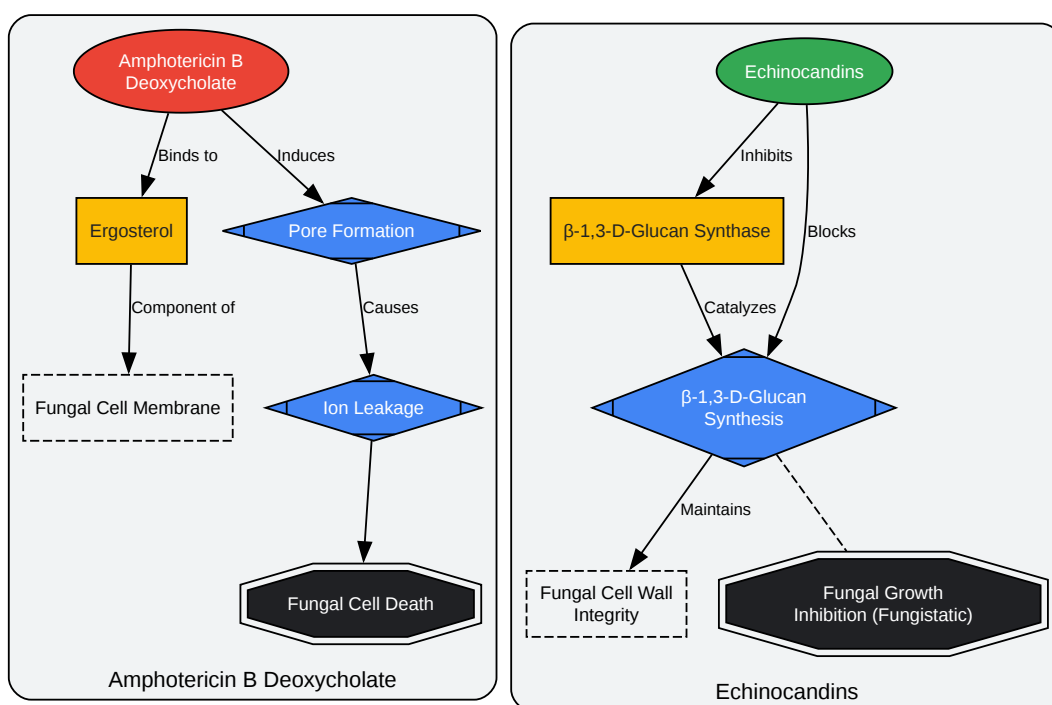 Amphotericin B
Deoxycholate
Binds to
Induces
Ergosterol
Pore Formation
Component of
Causes
Fungal Cell Membrane
Ion Leakage
Fungal Cell Death
Amphotericin B Deoxycholate
Echinocandins
Inhibits
β-1,3-D-Glucan Synthase
Blocks
Catalyzes
β-1,3-D-Glucan
Synthesis
Maintains
Fungal Cell Wall
Integrity
Fungal Growth
Inhibition (Fungistatic)
Echinocandins